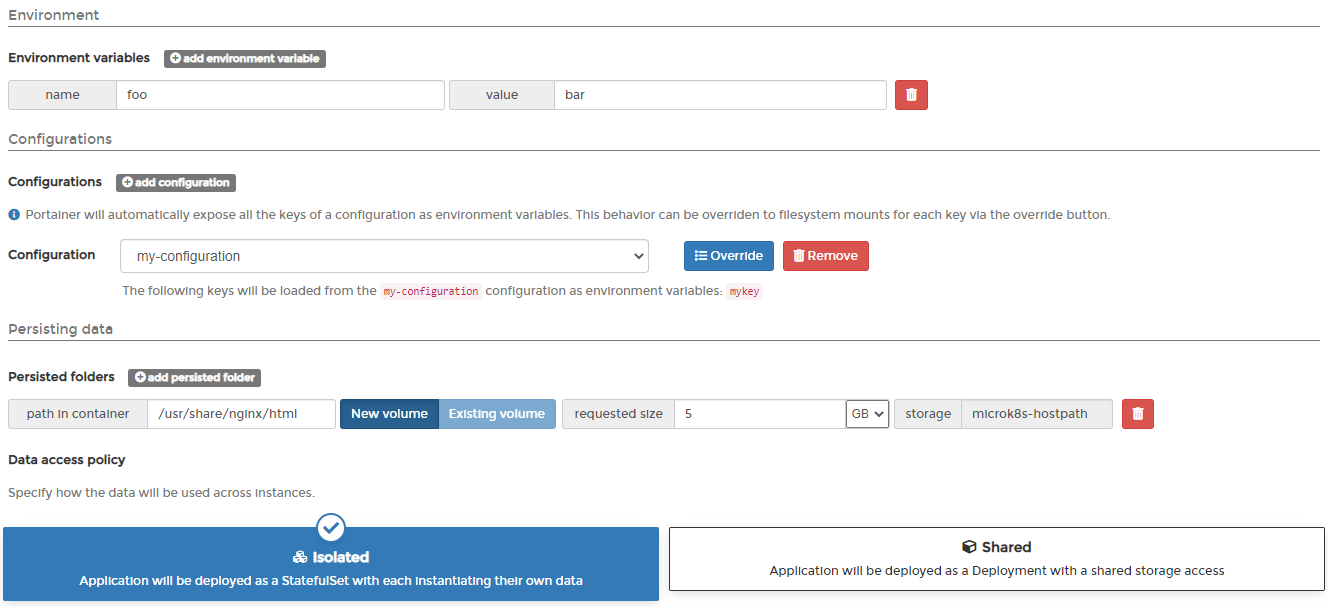 Environment
Environment variables add environment variable
name foo value bar
Configurations
Configurations add configuration
Portainer will automatically expose all the keys of a configuration as environment variables. This behavior can be overriden to filesystem mounts for each key via the override button.
Configuration my-configuration Override Remove
The following keys will be loaded from the my-configuration configuration as environment variables: mykey
Persisting data
Persisted folders add persisted folder
path in container /usr/share/nginx/html New volume Existing volume requested size 5 GB storage microk8s-hostpath
Data access policy
Specify how the data will be used across instances.
Isolated
Application will be deployed as a StatefulSet with each instantiating their own data
Shared
Application will be deployed as a Deployment with a shared storage access